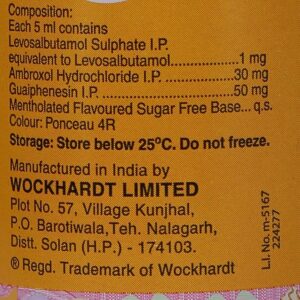 Composition:
Each 5 ml contains
Levosalbutamol Sulphate I.P.
equivalent to Levosalbutamol.................1 mg
Ambroxol Hydrochloride I.P. ............30 mg
Guaiphenesin I.P. ............................50 mg
Mentholated Flavoured Sugar Free Base... q.s.
Colour: Ponceau 4R
Storage: Store below 25°C. Do not freeze.
Manufactured in India by
WOCKHARDT LIMITED
Plot No. 57, Village Kunjhal,
P.O. Barotiwala,Teh. Nalagarh,
Distt. Solan (H.P.) - 174103.
® Regd. Trademark of Wockhardt
L.I. No. m-5167
224277